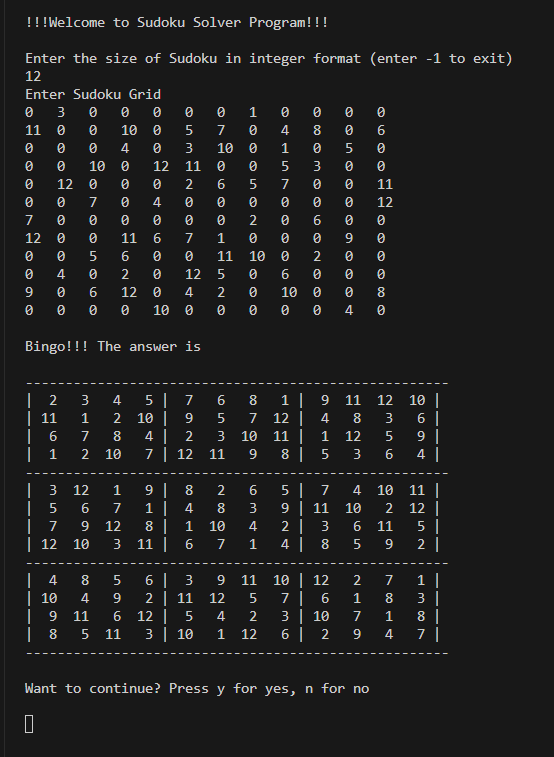 !!!Welcome to Sudoku Solver Program!!!
Enter the size of Sudoku in integer format (enter -1 to exit)
12
Enter Sudoku Grid
0 3 0 0 0 0 0 1 0 0 0 0
11 0 0 10 0 5 7 0 4 8 0 6
0 0 0 4 0 3 10 0 1 0 5 0
0 0 10 0 12 11 0 0 5 3 0 0
0 12 0 0 0 2 6 5 7 0 0 11
0 0 7 0 4 0 0 0 0 0 0 12
7 0 0 0 0 0 0 2 0 6 0 0
12 0 0 11 6 7 1 0 0 0 9 0
0 0 5 6 0 0 11 10 0 2 0 0
0 4 0 2 0 12 5 0 6 0 0 0
9 0 6 12 0 4 2 0 10 0 0 8
0 0 0 0 10 0 0 0 0 0 4 0
Bingo!!! The answer is
-----------------------------------------------------
| 2 3 4 5 | 7 6 8 1 | 9 11 12 10 |
| 11 1 2 10 | 9 5 7 12 | 4 8 3 6 |
| 6 7 8 4 | 2 3 10 11 | 1 12 5 9 |
| 1 2 10 7 | 12 11 9 8 | 5 3 6 4 |
-----------------------------------------------------
| 3 12 1 9 | 8 2 6 5 | 7 4 10 11 |
| 5 6 7 1 | 4 8 3 9 | 11 10 2 12 |
| 7 9 12 8 | 1 10 4 2 | 3 6 11 5 |
| 12 10 3 11 | 6 7 1 4 | 8 5 9 2 |
-----------------------------------------------------
| 4 8 5 6 | 3 9 11 10 | 12 2 7 1 |
| 10 4 9 2 | 11 12 5 7 | 6 1 8 3 |
| 9 11 6 12 | 5 4 2 3 | 10 7 1 8 |
| 8 5 11 3 | 10 1 12 6 | 2 9 4 7 |
-----------------------------------------------------
Want to continue? Press y for yes, n for no